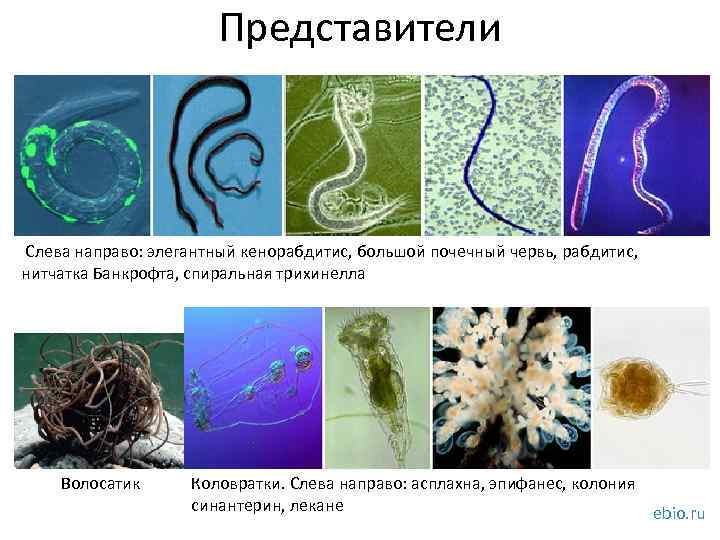 Представители
Слева направо: элегантный кенорабдитис, большой почечный червь, рабдитис,
нитчатка Банкрофта, спиральная трихинелла
Волосатик
Коловратки. Слева направо: асплахна, эпифанес, колония
синантерин, лекане
ebio.ru